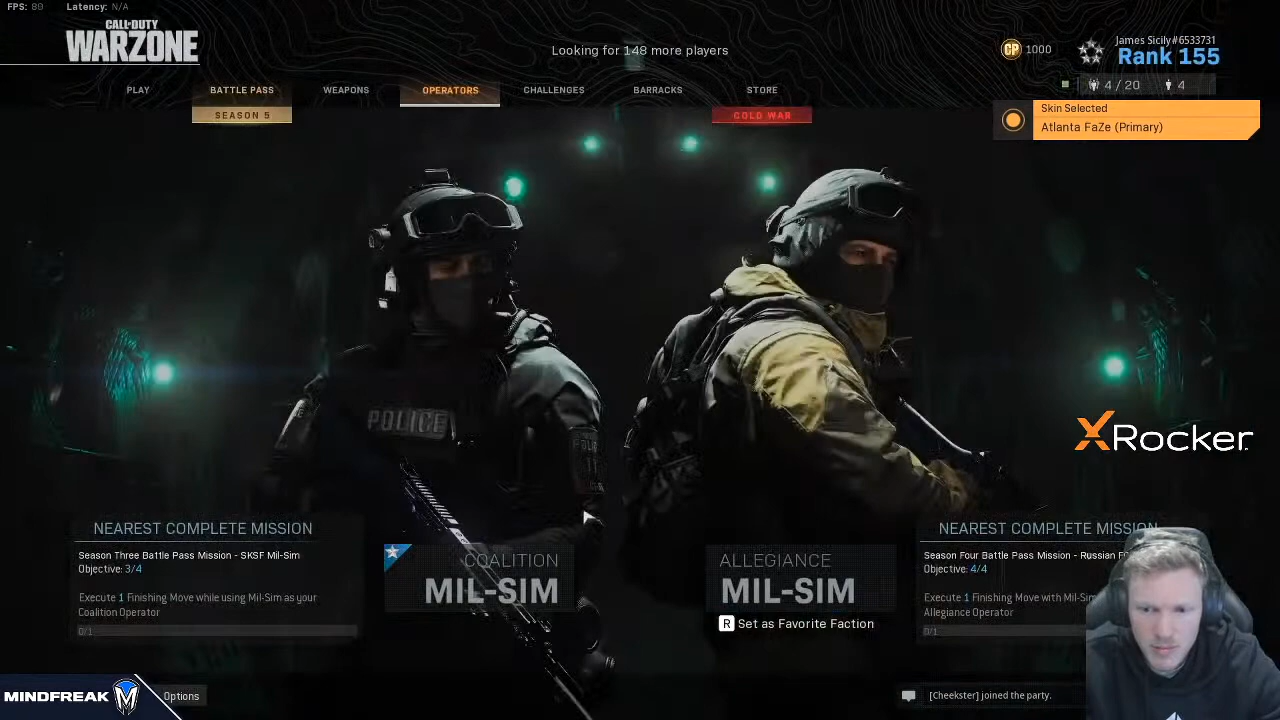 FPS: 80 Latency: N/A
CALL OF DUTY
WARZONE
Looking for 148 more players
CP 1000
James Sicily#6533731
Rank 155
4 / 20 4
PLAY BATTLE PASS WEAPONS OPERATORS CHALLENGES BARRACKS STORE
SEASON 5 COLD WAR
Skin Selected
Atlanta FaZe (Primary)
POLICE
XRocker
NEAREST COMPLETE MISSION
Season Three Battle Pass Mission - SKSF Mil-Sim
Objective: 3/4
Execute 1 Finishing Move while using Mil-Sim as your
Coalition Operator
0/1
COALITION
MIL-SIM
ALLEGIANCE
MIL-SIM
R Set as Favorite Faction
NEAREST COMPLETE MISSION
Season Four Battle Pass Mission - Russian
Objective: 4/4
Execute 1 Finishing Move with Mil-Sim
Allegiance Operator
0/1
MINDFREAK
Options
[Cheekster] joined the party.